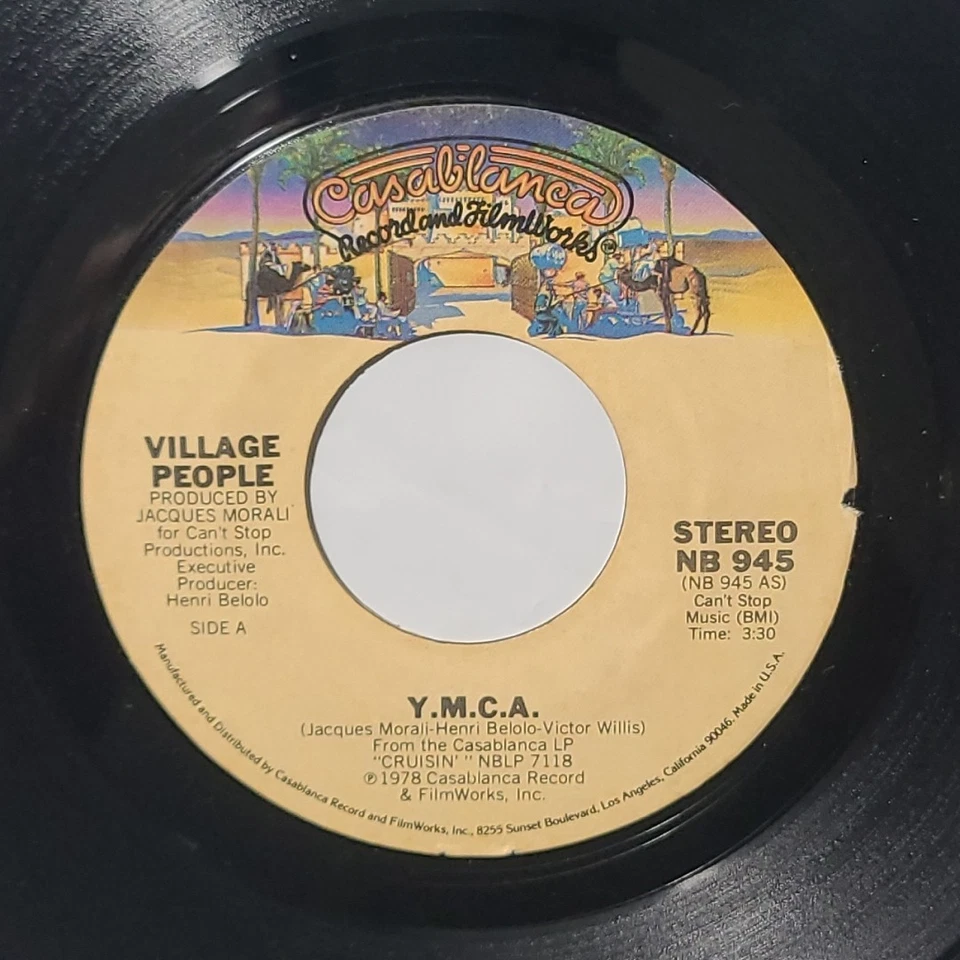 Casablanca
Record and FilmWorks™
VILLAGE
PEOPLE
PRODUCED BY
JACQUES MORALI
for Can't Stop
Productions, Inc.
Executive
Producer:
Henri Belolo
SIDE A
STEREO
NB 945
(NB 945 AS)
Can't Stop
Music (BMI)
Time: 3:30
Y.M.C.A.
(Jacques Morali-Henri Belolo-Victor Willis)
From the Casablanca LP
"CRUISIN' " NBLP 7118
℗1978 Casablanca Record
& FilmWorks, Inc.
Manufactured and Distributed by Casablanca Record and FilmWorks, Inc., 8255 Sunset Boulevard, Los Angeles, California 90046. Made in U.S.A.